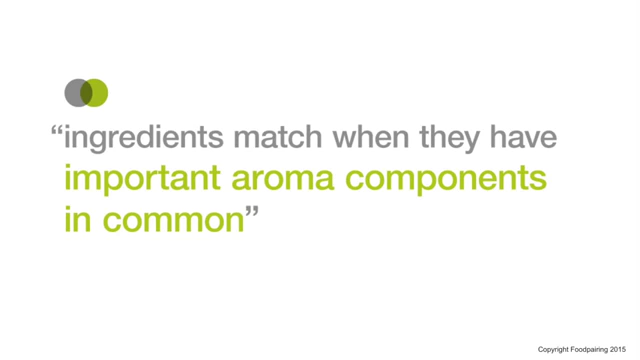 “ingredients match when they have
important aroma components
in common”
Copyright Foodpairing 2015